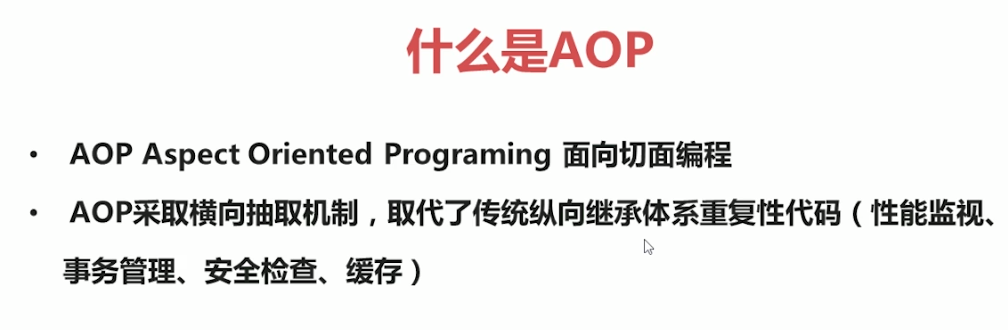 什么是AOP
• AOP Aspect Oriented Programing 面向切面编程
• AOP采取横向抽取机制，取代了传统纵向继承体系重复性代码（性能监视、
事务管理、安全检查、缓存）